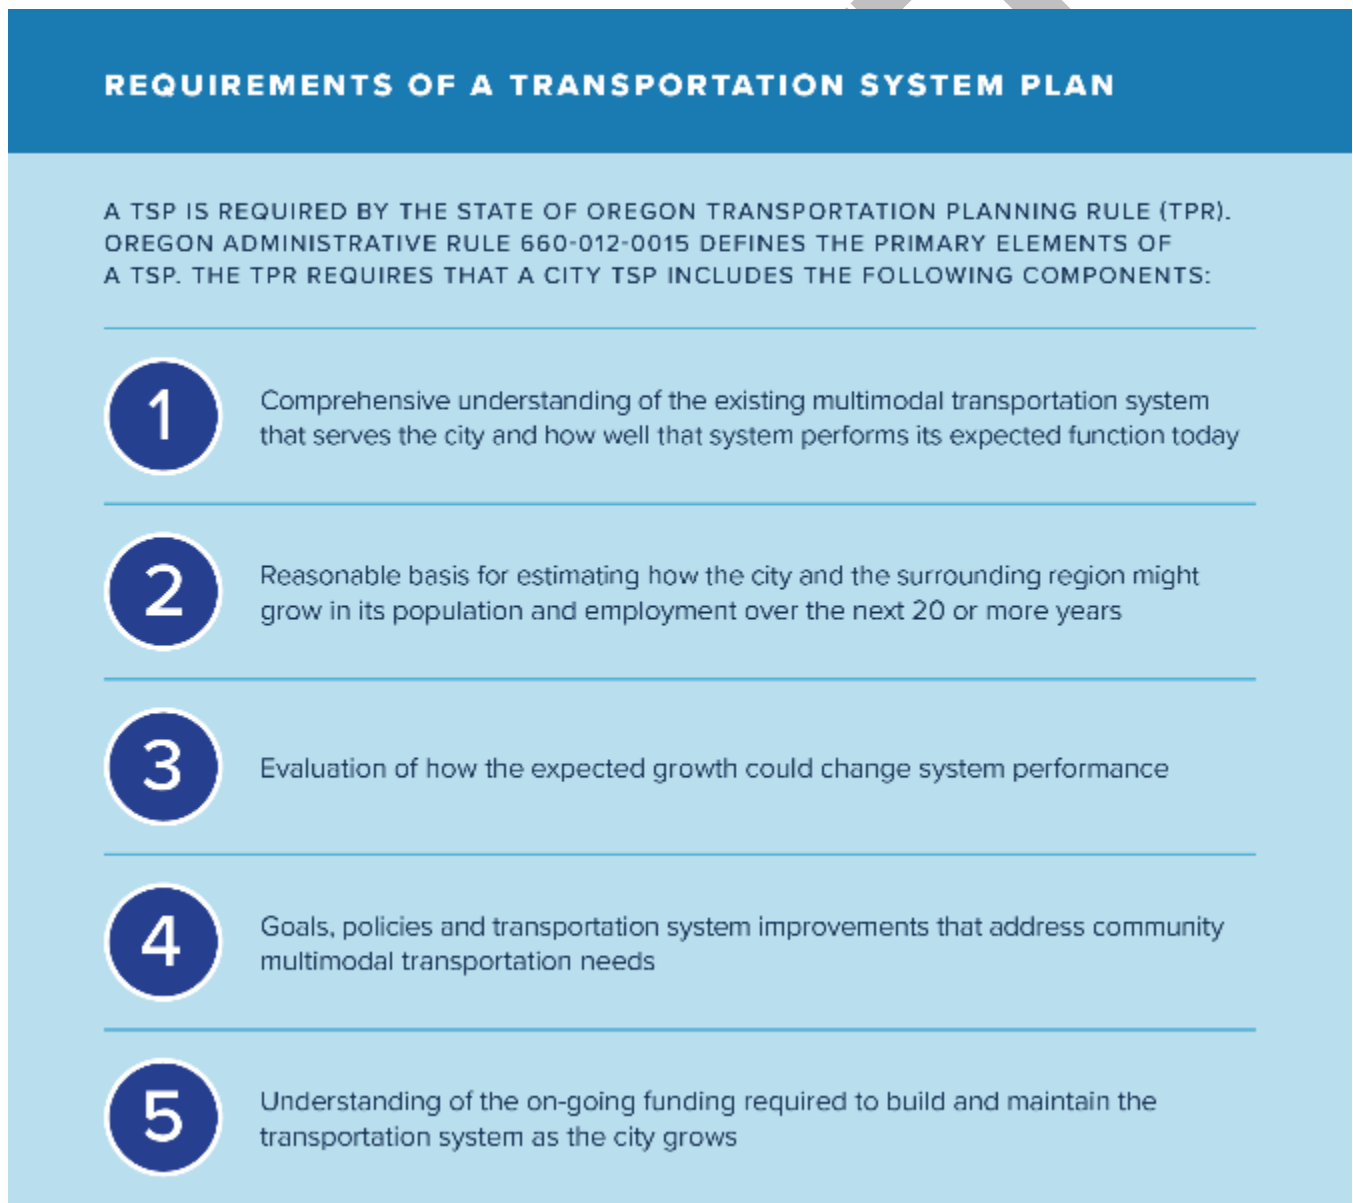 REQUIREMENTS OF A TRANSPORTATION SYSTEM PLAN
A TSP IS REQUIRED BY THE STATE OF OREGON TRANSPORTATION PLANNING RULE (TPR).
OREGON ADMINISTRATIVE RULE 660-012-0015 DEFINES THE PRIMARY ELEMENTS OF
A TSP. THE TPR REQUIRES THAT A CITY TSP INCLUDES THE FOLLOWING COMPONENTS:
1
Comprehensive understanding of the existing multimodal transportation system
that serves the city and how well that system performs its expected function today
2
Reasonable basis for estimating how the city and the surrounding region might
grow in its population and employment over the next 20 or more years
3
Evaluation of how the expected growth could change system performance
4
Goals, policies and transportation system improvements that address community
multimodal transportation needs
5
Understanding of the on-going funding required to build and maintain the
transportation system as the city grows